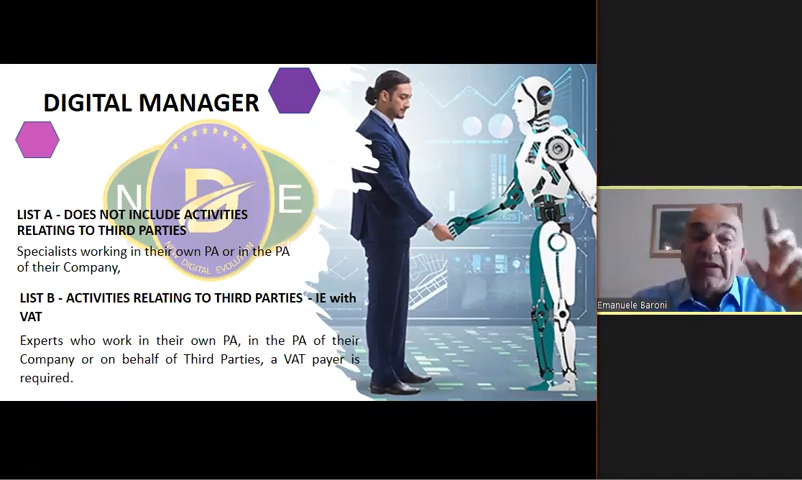 DIGITAL MANAGER
N D E
NEW DIGITAL EVOLUTION
LIST A - DOES NOT INCLUDE ACTIVITIES
RELATING TO THIRD PARTIES
Specialists working in their own PA or in the PA
of their Company,
LIST B - ACTIVITIES RELATING TO THIRD PARTIES - IE with
VAT
Experts who work in their own PA, in the PA of their
Company or on behalf of Third Parties, a VAT payer is
required.
Emanuele Baroni